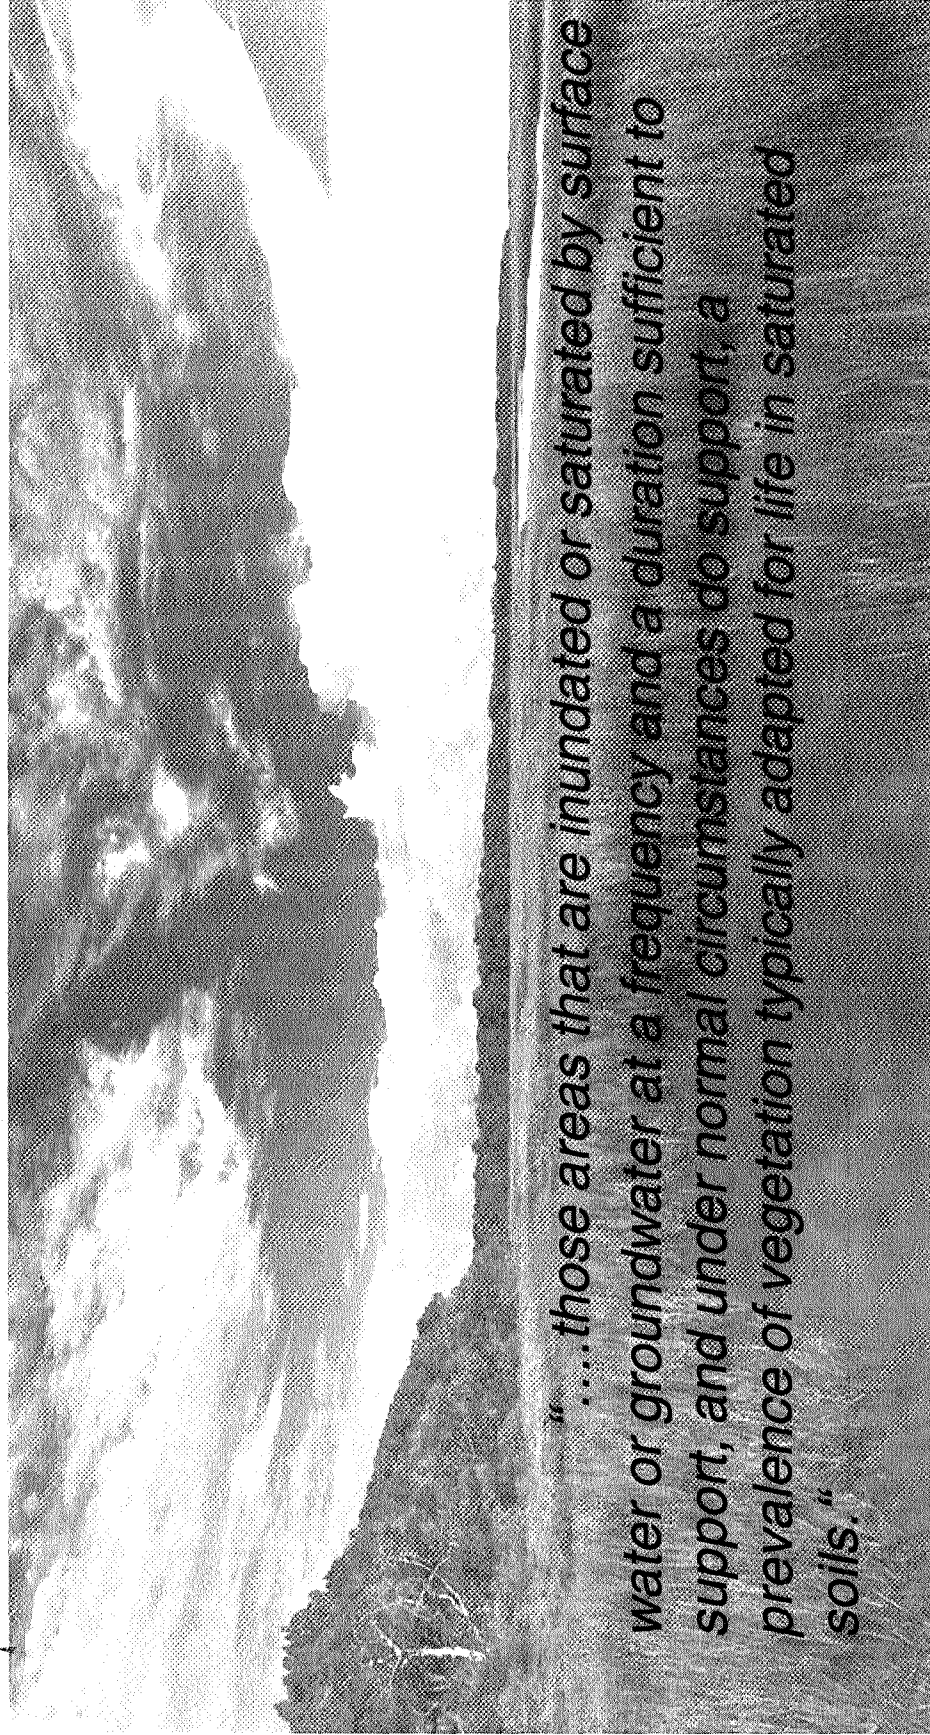 “....those areas that are inundated or saturated by surface
water or groundwater at a frequency and a duration sufficient to
support, and under normal circumstances do support, a
prevalence of vegetation typically adapted for life in saturated
soils.“